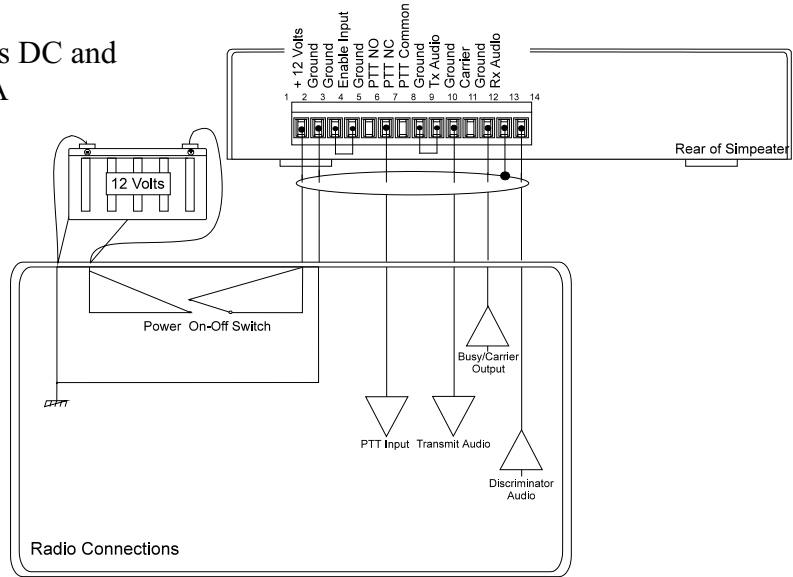 s DC and
A
+ 12 Volts
Ground
Ground
Enable Input
Ground
PTT NO
PTT NC
PTT Common
Ground
Tx Audio
Ground
Carrier
Ground
Rx Audio
1 2 3 4 5 6 7 8 9 10 11 12 13 14
Rear of Simpeater
12 Volts
Power On-Off Switch
Busy/Carrier
Output
PTT Input Transmit Audio
Discriminator
Audio
Radio Connections